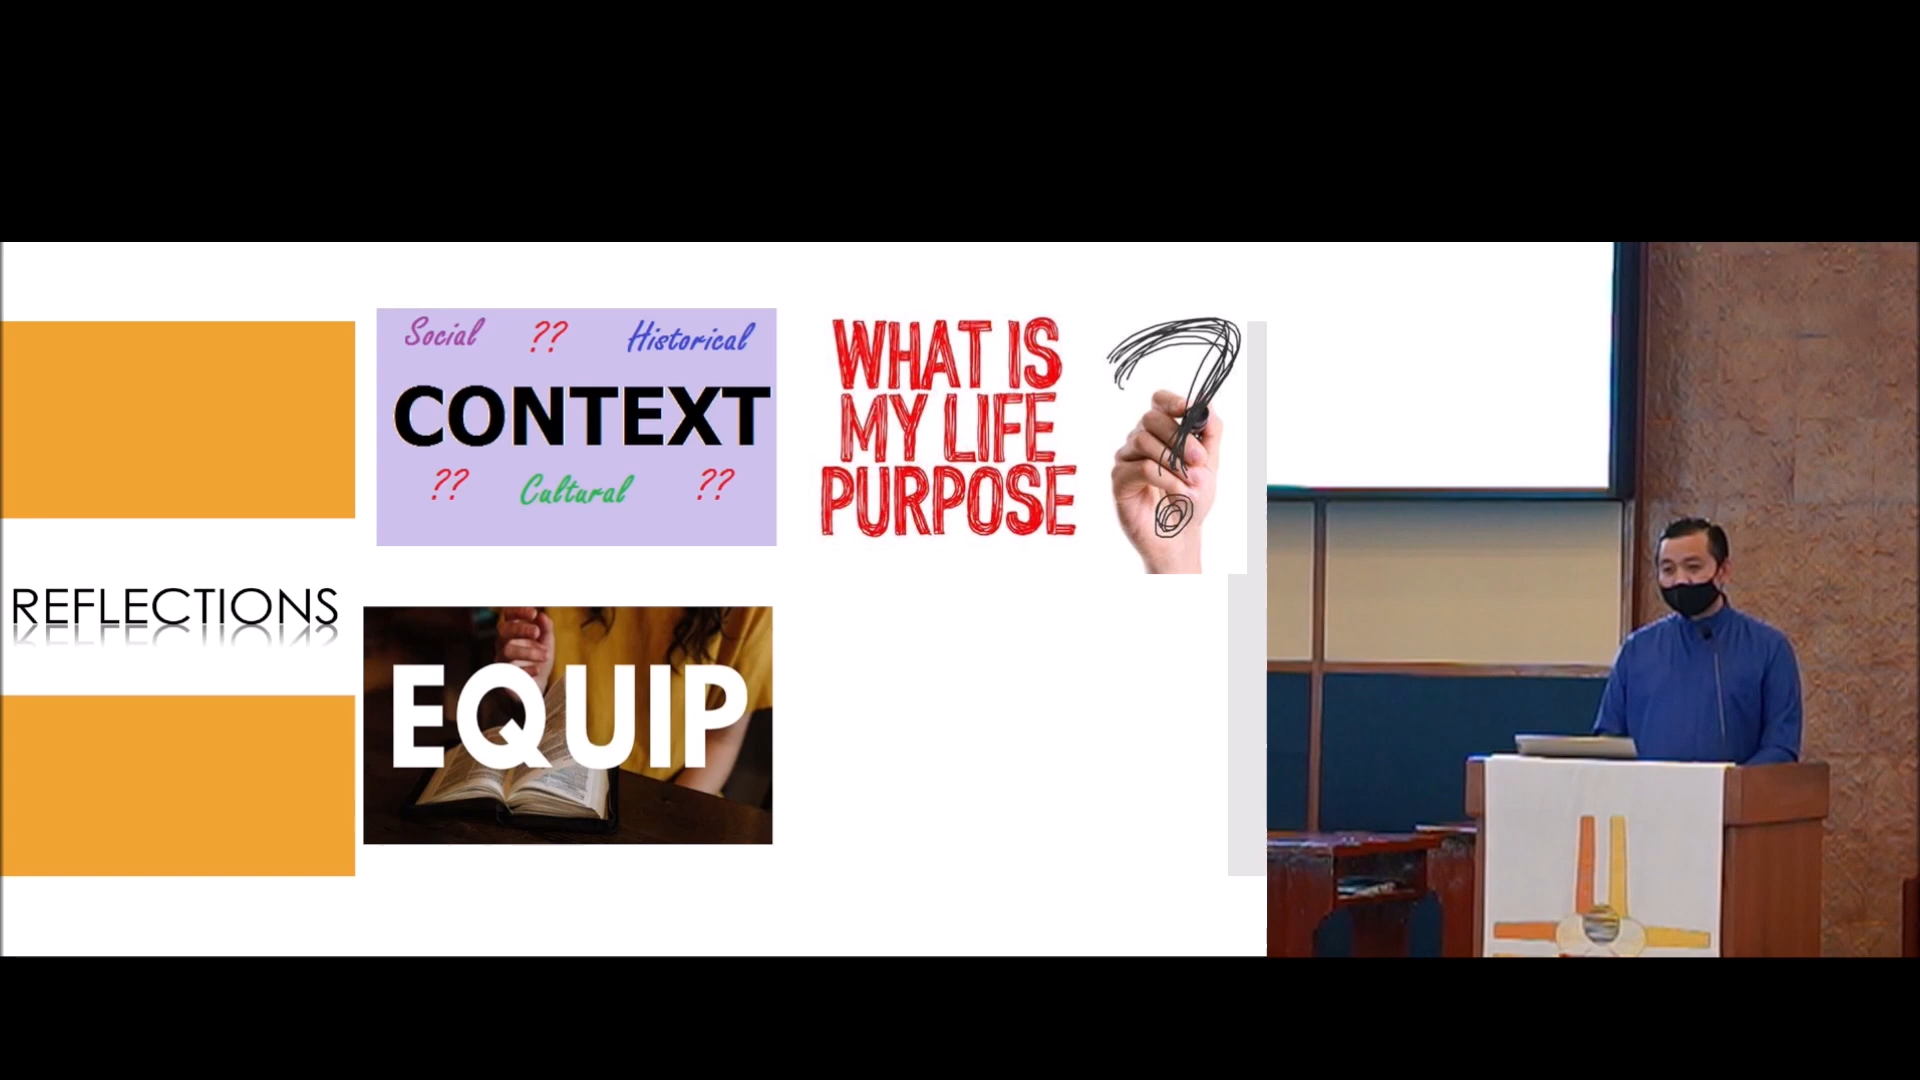 REFLECTIONS
Social ?? Historical
CONTEXT
?? Cultural ??
WHAT IS
MY LIFE
PURPOSE
?
EQUIP